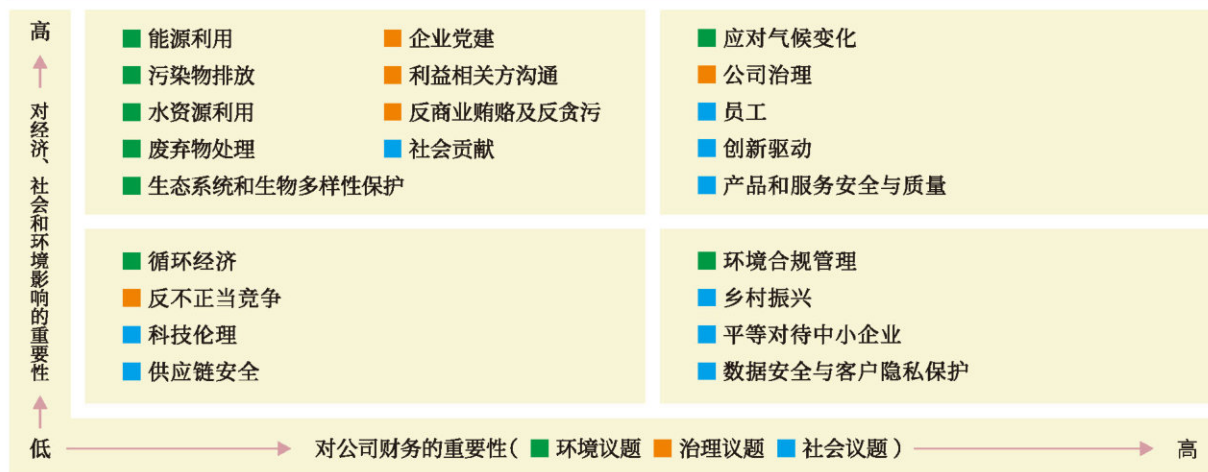 高
对经济、社会和环境影响的重要性
低
能源利用
企业党建
污染物排放
利益相关方沟通
水资源利用
反商业贿赂及反贪污
废弃物处理
社会贡献
生态系统和生物多样性保护
应对气候变化
公司治理
员工
创新驱动
产品和服务安全与质量
循环经济
反不正当竞争
科技伦理
供应链安全
环境合规管理
乡村振兴
平等对待中小企业
数据安全与客户隐私保护
对公司财务的重要性( 环境议题 治理议题 社会议题 )
高